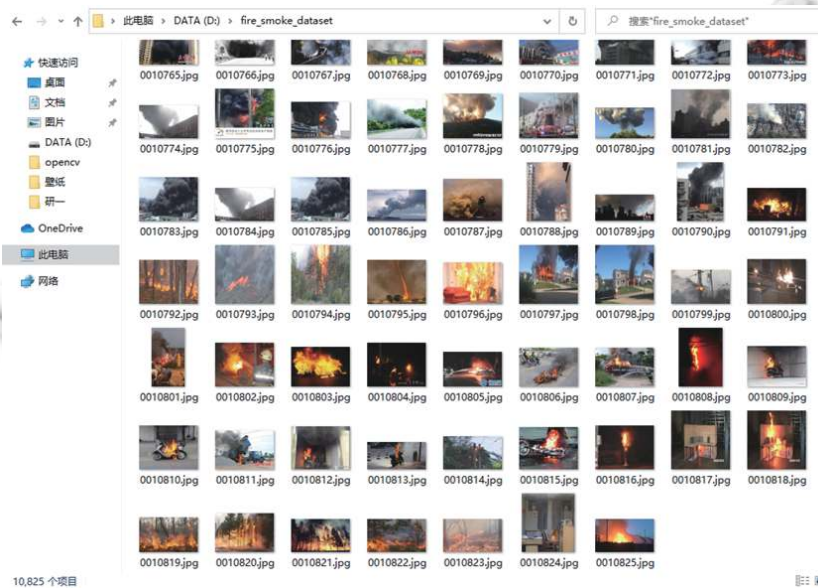 此电脑 › DATA (D:) › fire_smoke_dataset
搜索"fire_smoke_dataset"
快速访问
桌面
文档
图片
DATA (D:)
opencv
壁纸
研一
OneDrive
此电脑
网络
0010765.jpg 0010766.jpg 0010767.jpg 0010768.jpg 0010769.jpg 0010770.jpg 0010771.jpg 0010772.jpg 0010773.jpg
0010774.jpg 0010775.jpg 0010776.jpg 0010777.jpg 0010778.jpg 0010779.jpg 0010780.jpg 0010781.jpg 0010782.jpg
0010783.jpg 0010784.jpg 0010785.jpg 0010786.jpg 0010787.jpg 0010788.jpg 0010789.jpg 0010790.jpg 0010791.jpg
0010792.jpg 0010793.jpg 0010794.jpg 0010795.jpg 0010796.jpg 0010797.jpg 0010798.jpg 0010799.jpg 0010800.jpg
0010801.jpg 0010802.jpg 0010803.jpg 0010804.jpg 0010805.jpg 0010806.jpg 0010807.jpg 0010808.jpg 0010809.jpg
0010810.jpg 0010811.jpg 0010812.jpg 0010813.jpg 0010814.jpg 0010815.jpg 0010816.jpg 0010817.jpg 0010818.jpg
0010819.jpg 0010820.jpg 0010821.jpg 0010822.jpg 0010823.jpg 0010824.jpg 0010825.jpg
10,825 个项目